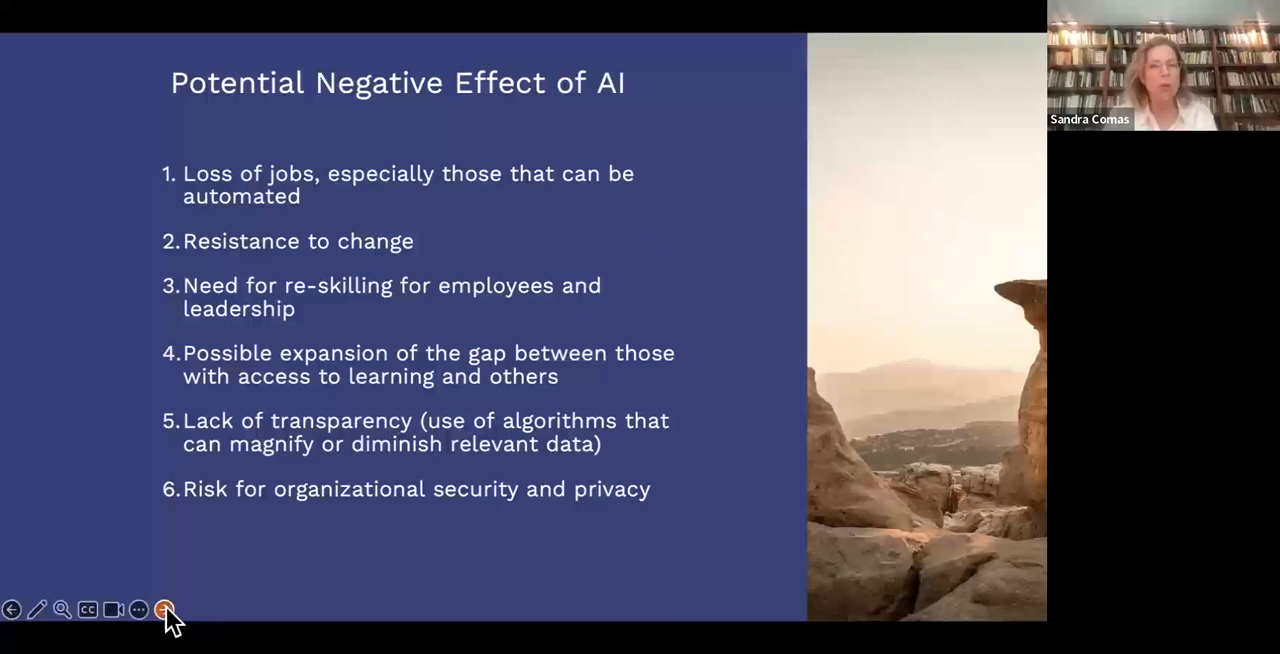 Potential Negative Effect of AI
1. Loss of jobs, especially those that can be
automated
2. Resistance to change
3. Need for re-skilling for employees and
leadership
4. Possible expansion of the gap between those
with access to learning and others
5. Lack of transparency (use of algorithms that
can magnify or diminish relevant data)
6. Risk for organizational security and privacy
CC
Sandra Comas